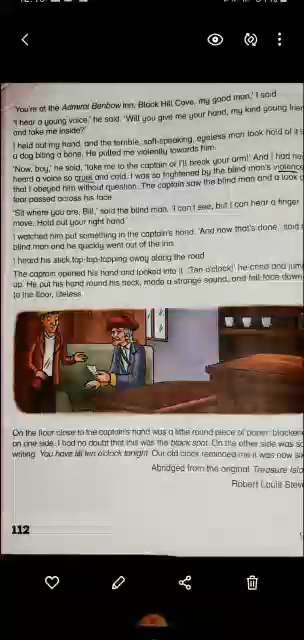 'You're at the Admiral Benbow Inn, Black Hill Cove, my good man,' I said
'I hear a young voice,' he said. 'Will you give me your hand, my kind young
and take me inside?'
I held out my hand, and the terrible, soft-speaking, eyeless man took hold of it
a dog biting a bone. He pulled me violently towards him.
'Now, boy,' he said, 'take me to the captain or I'll break your arm!' And I had
heard a voice so cruel and cold. I was so frightened by the blind man's violence
that I obeyed him without question. The captain saw the blind man and a look
fear passed across his face
'Sit where you are, Bill,' said the blind man. 'I can't see, but I can hear a finger
move. Hold out your right hand'
I watched him put something in the captain's hand. 'And now that's done,' said
blind man and he quickly went out of the inn.
I heard his stick tap-tap-tapping away along the road
The captain opened his hand and looked into it. 'Ten o'clock!' he cried and
up. He put his hand round his neck, made a strange sound, and fell face down
to the floor, lifeless.
On the floor close to the captain's hand was a little round piece of paper,
on one side. I had no doubt that this was the black spot. On the other side was
writing. You have till ten o'clock tonight. Our old clock reminded me it was now
Abridged from the original Treasure
Robert Louis
112